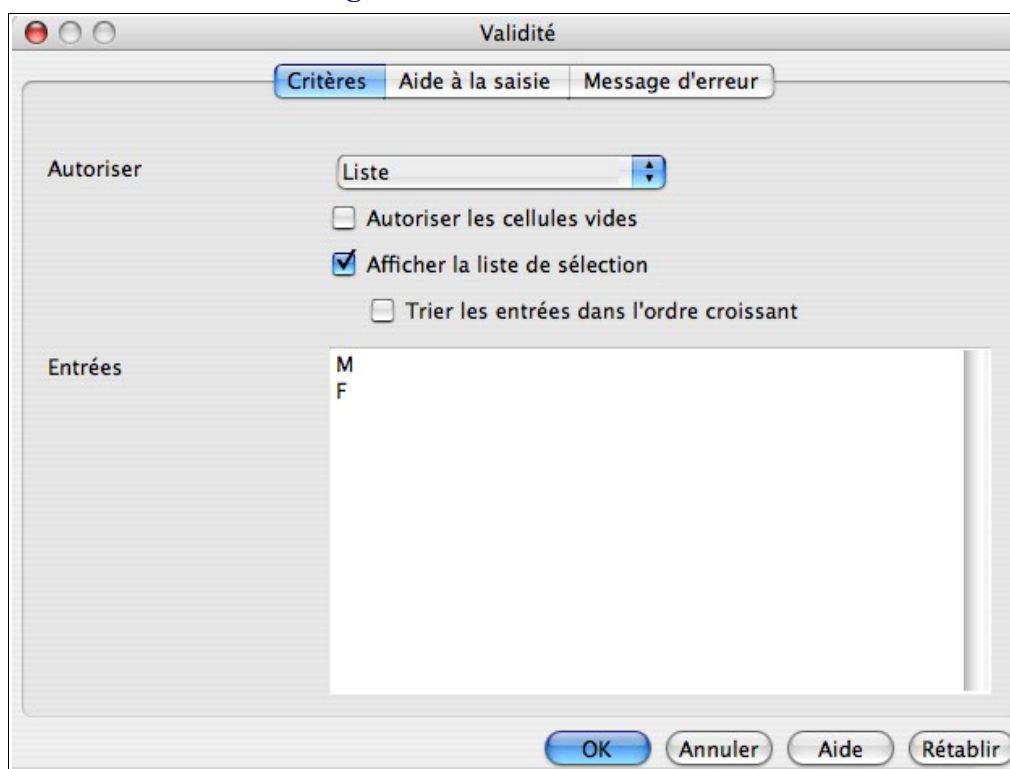 Validité
Critères Aide à la saisie Message d'erreur
Autoriser Liste
Autoriser les cellules vides
Afficher la liste de sélection
Trier les entrées dans l'ordre croissant
Entrées M
F
OK Annuler Aide Rétablir